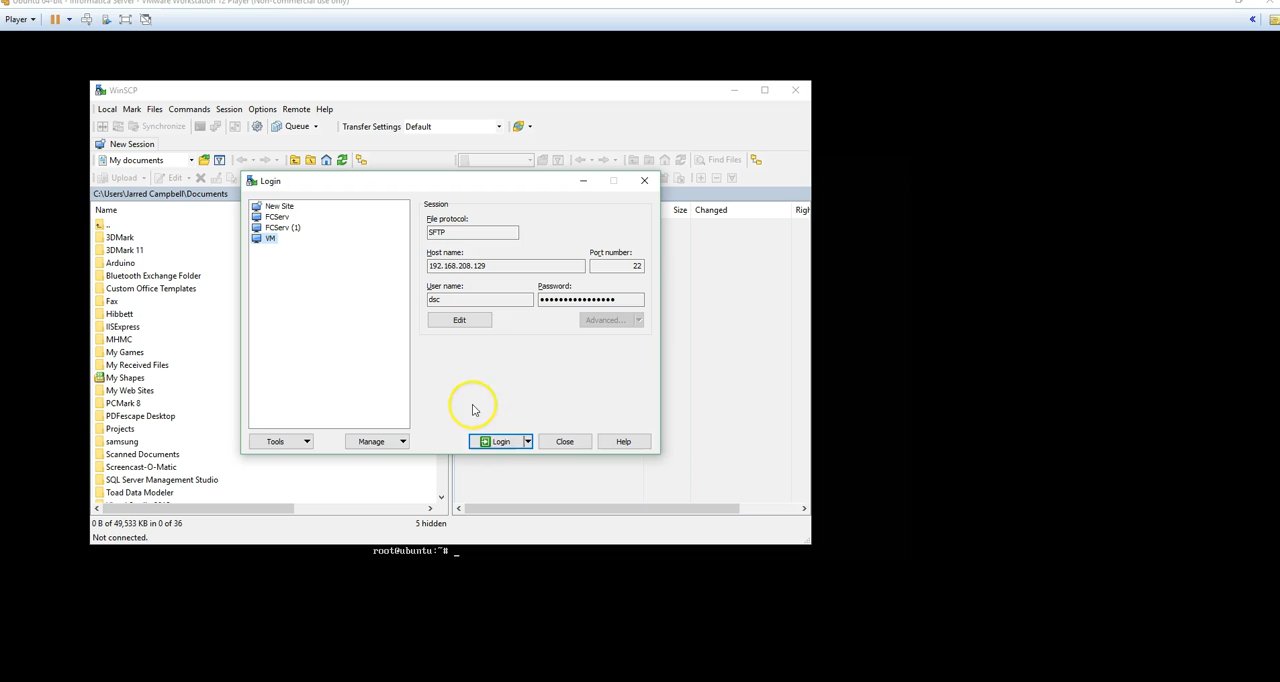 Ubuntu 64-bit - Informatica Server - VMware Workstation 12 Player (Non-commercial use only)
Player
WinSCP
Local Mark Files Commands Session Options Remote Help
Synchronize
Queue
Transfer Settings Default
New Session
My documents
Find Files
Upload
Edit
C:\Users\Jarred Campbell\Documents
Name
Size
Changed
Righ
..
3DMark
3DMark 11
Arduino
Bluetooth Exchange Folder
Custom Office Templates
Fax
Hibbett
IISExpress
MHMC
My Games
My Received Files
My Shapes
My Web Sites
PCMark 8
PDFescape Desktop
Projects
samsung
Scanned Documents
Screencast-O-Matic
SQL Server Management Studio
Toad Data Modeler
0 B of 49,533 KB in 0 of 36
5 hidden
Not connected.
Login
New Site
FCServ
FCServ (1)
VM
Session
File protocol:
SFTP
Host name:
Port number:
192.168.208.129
22
User name:
Password:
dsc
••••••••••••••••
Edit
Advanced...
Tools
Manage
Login
Close
Help
root@ubuntu:~# _